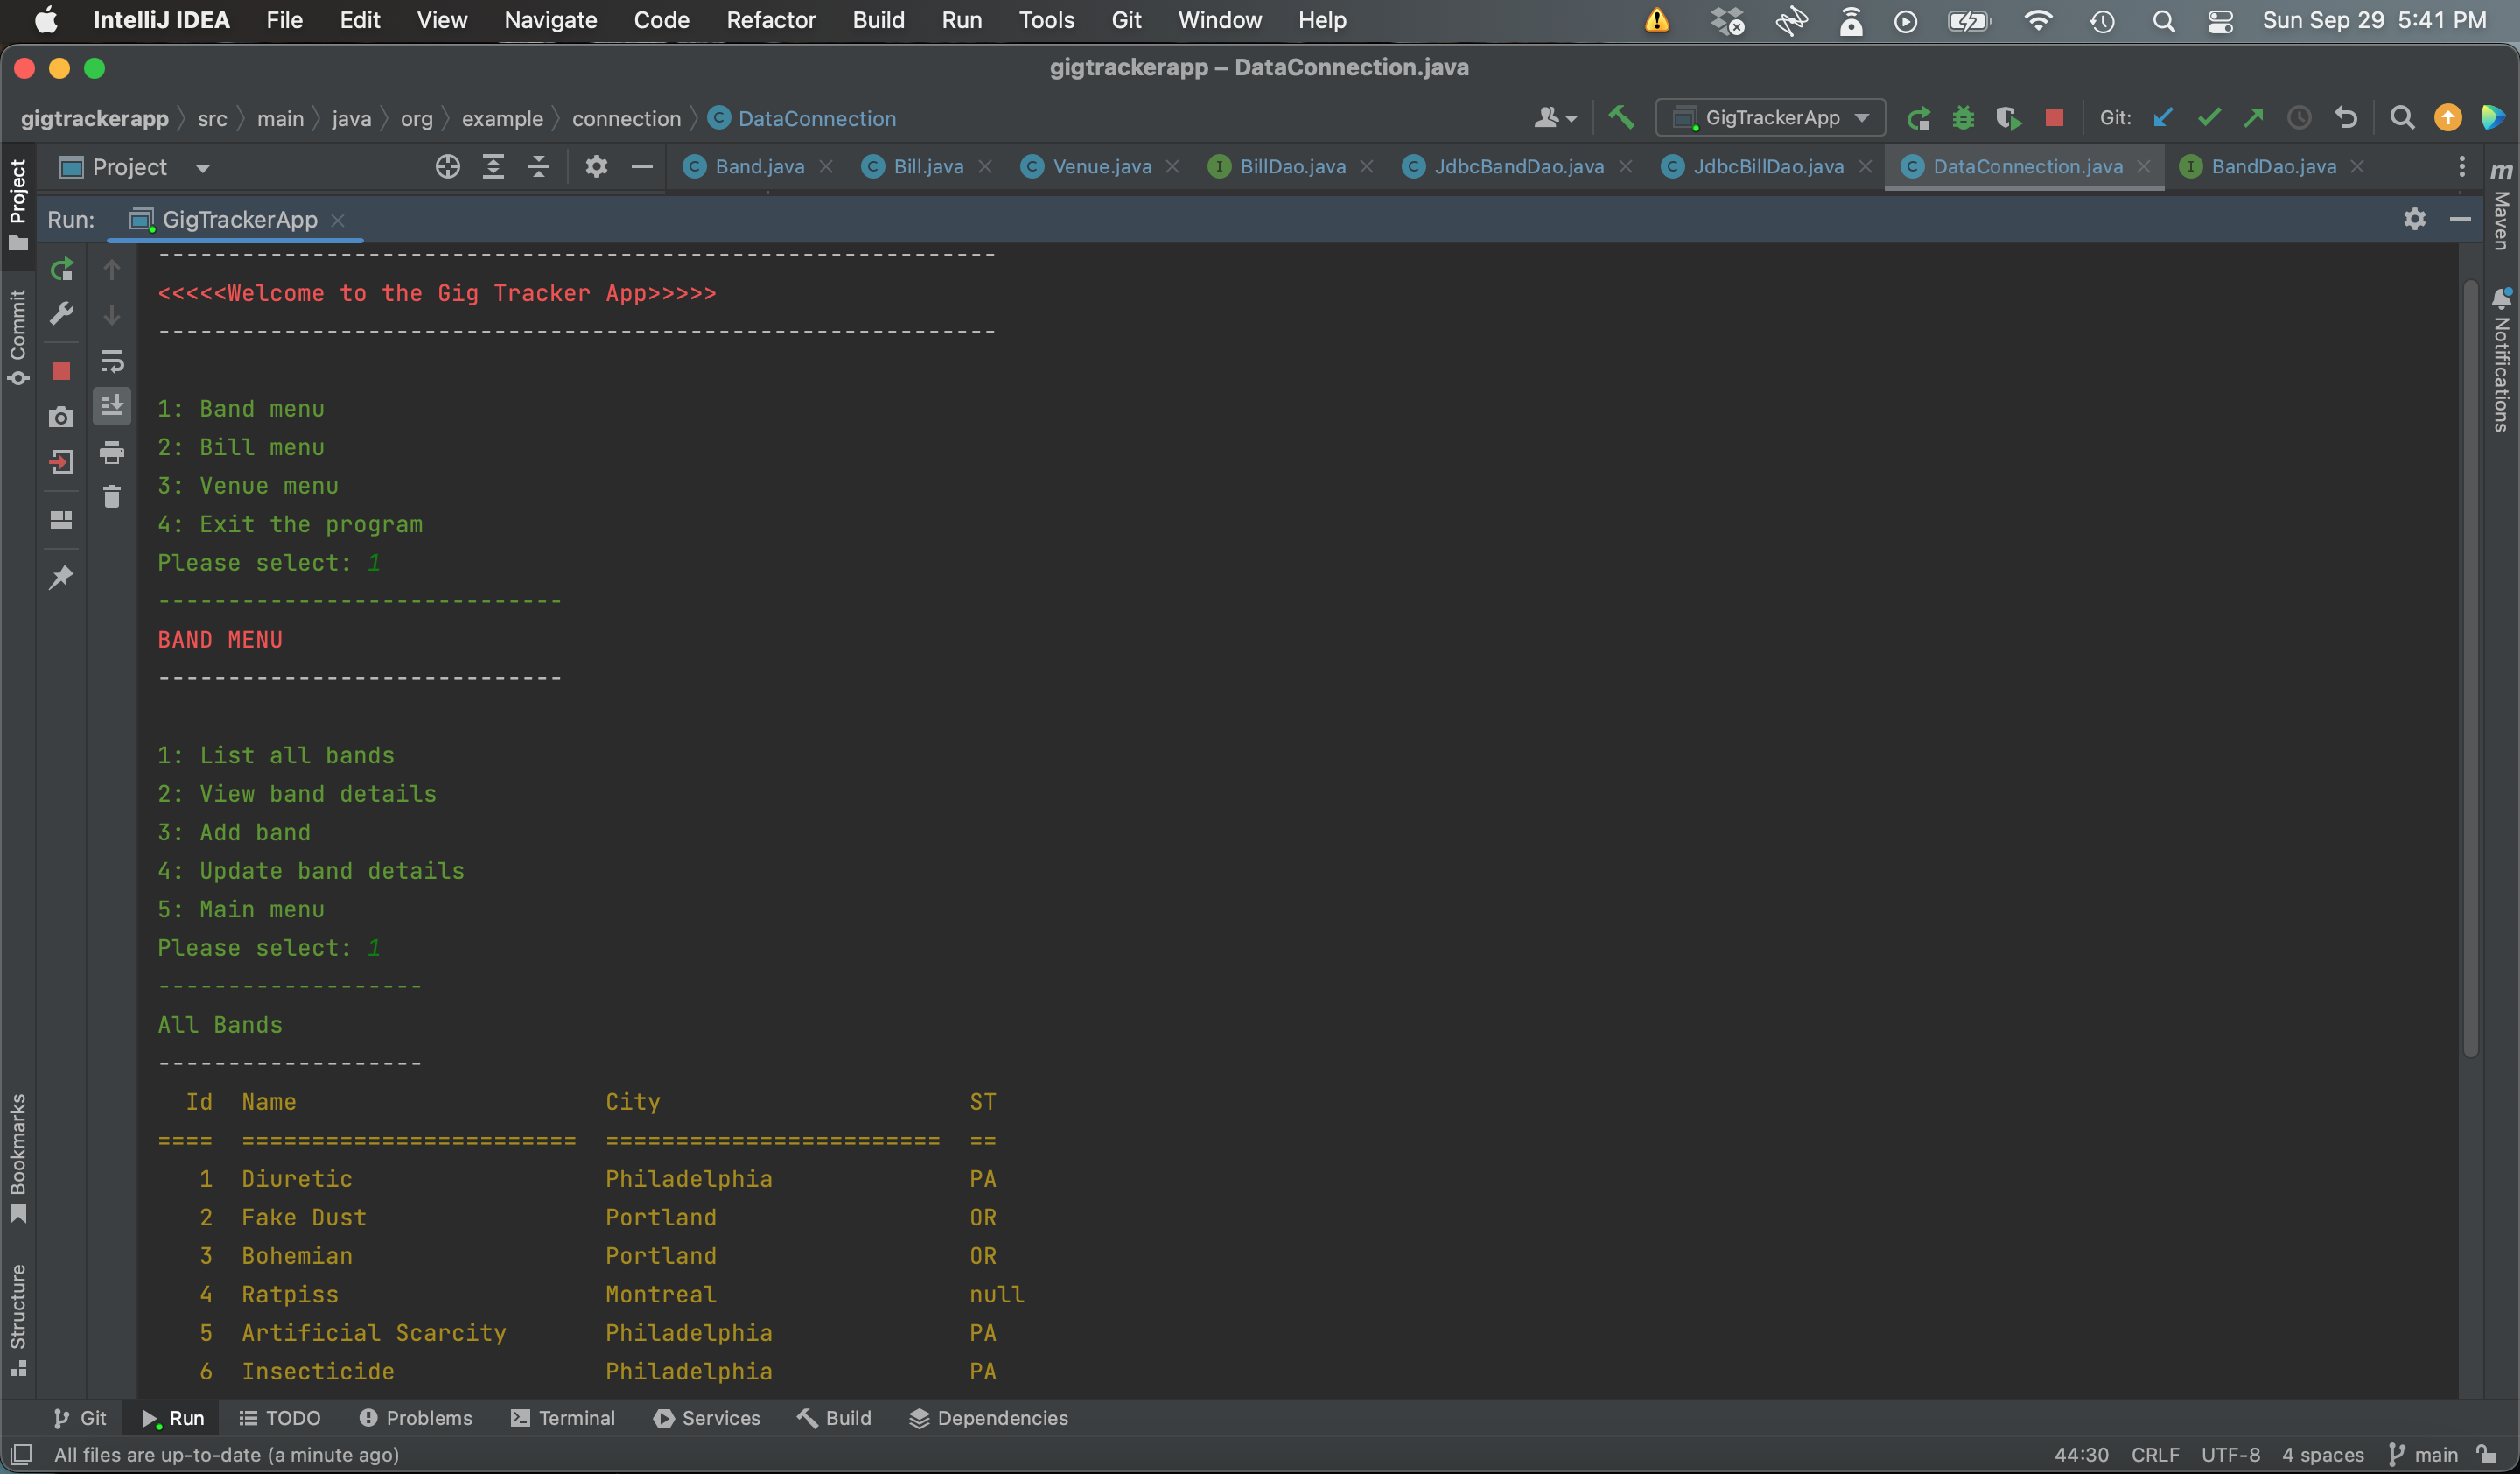 IntelliJ IDEA File Edit View Navigate Code Refactor Build Run Tools Git Window Help Sun Sep 29 5:41 PM
gigtrackerapp – DataConnection.java
gigtrackerapp src main java org example connection DataConnection GigTrackerApp Git:
Project Band.java Bill.java Venue.java BillDao.java JdbcBandDao.java JdbcBillDao.java DataConnection.java BandDao.java
Run: GigTrackerApp
Project
Commit
Bookmarks
Structure
Maven
Notifications
------------------------------------------------------------
<<<<<Welcome to the Gig Tracker App>>>>>
------------------------------------------------------------
1: Band menu
2: Bill menu
3: Venue menu
4: Exit the program
Please select: 1
-----------------------------
BAND MENU
-----------------------------
1: List all bands
2: View band details
3: Add band
4: Update band details
5: Main menu
Please select: 1
-------------------
All Bands
-------------------
Id Name City ST
==== ======================== ======================== ==
1 Diuretic Philadelphia PA
2 Fake Dust Portland OR
3 Bohemian Portland OR
4 Ratpiss Montreal null
5 Artificial Scarcity Philadelphia PA
6 Insecticide Philadelphia PA
Git Run TODO Problems Terminal Services Build Dependencies
All files are up-to-date (a minute ago) 44:30 CRLF UTF-8 4 spaces main